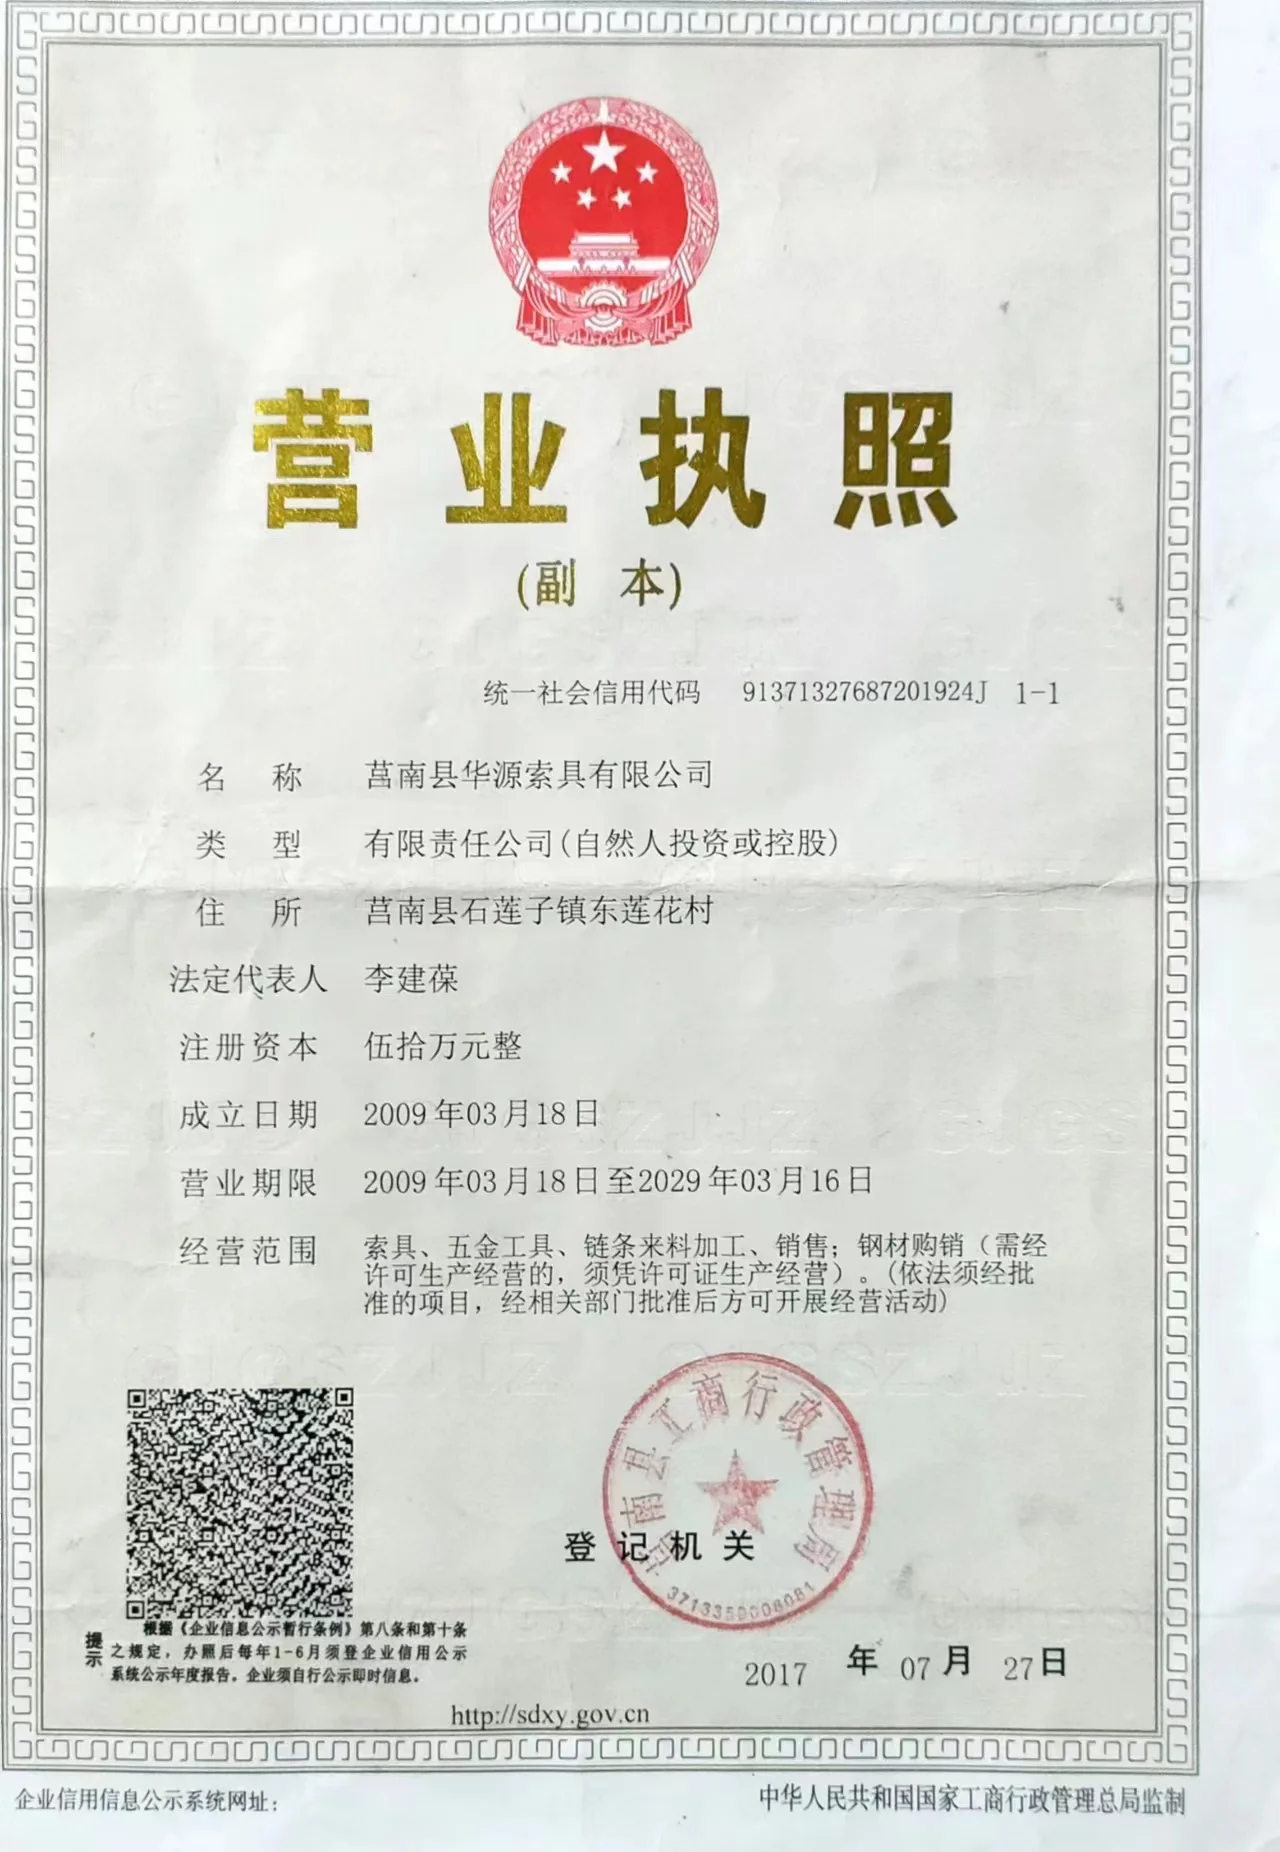 营业执照
(副 本)
统一社会信用代码 91371327687201924J 1-1
名 称 莒南县华源索具有限公司
类 型 有限责任公司(自然人投资或控股)
住 所 莒南县石莲子镇东莲花村
法定代表人 李建葆
注册资本 伍拾万元整
成立日期 2009年03月18日
营业期限 2009年03月18日至2029年03月16日
经营范围 索具、五金工具、链条来料加工、销售；钢材购销（需经
许可生产经营的，须凭许可证生产经营）。(依法须经批
准的项目，经相关部门批准后方可开展经营活动)
莒南县工商行政管理局
登记机关
3713350008081
提示 根据《企业信息公示暂行条例》第八条和第十条
之规定，办照后每年1-6月须登企业信用公示
系统公示年度报告。企业须自行公示即时信息。
2017 年 07 月 27 日
http://sdxy.gov.cn
企业信用信息公示系统网址：
中华人民共和国国家工商行政管理总局监制